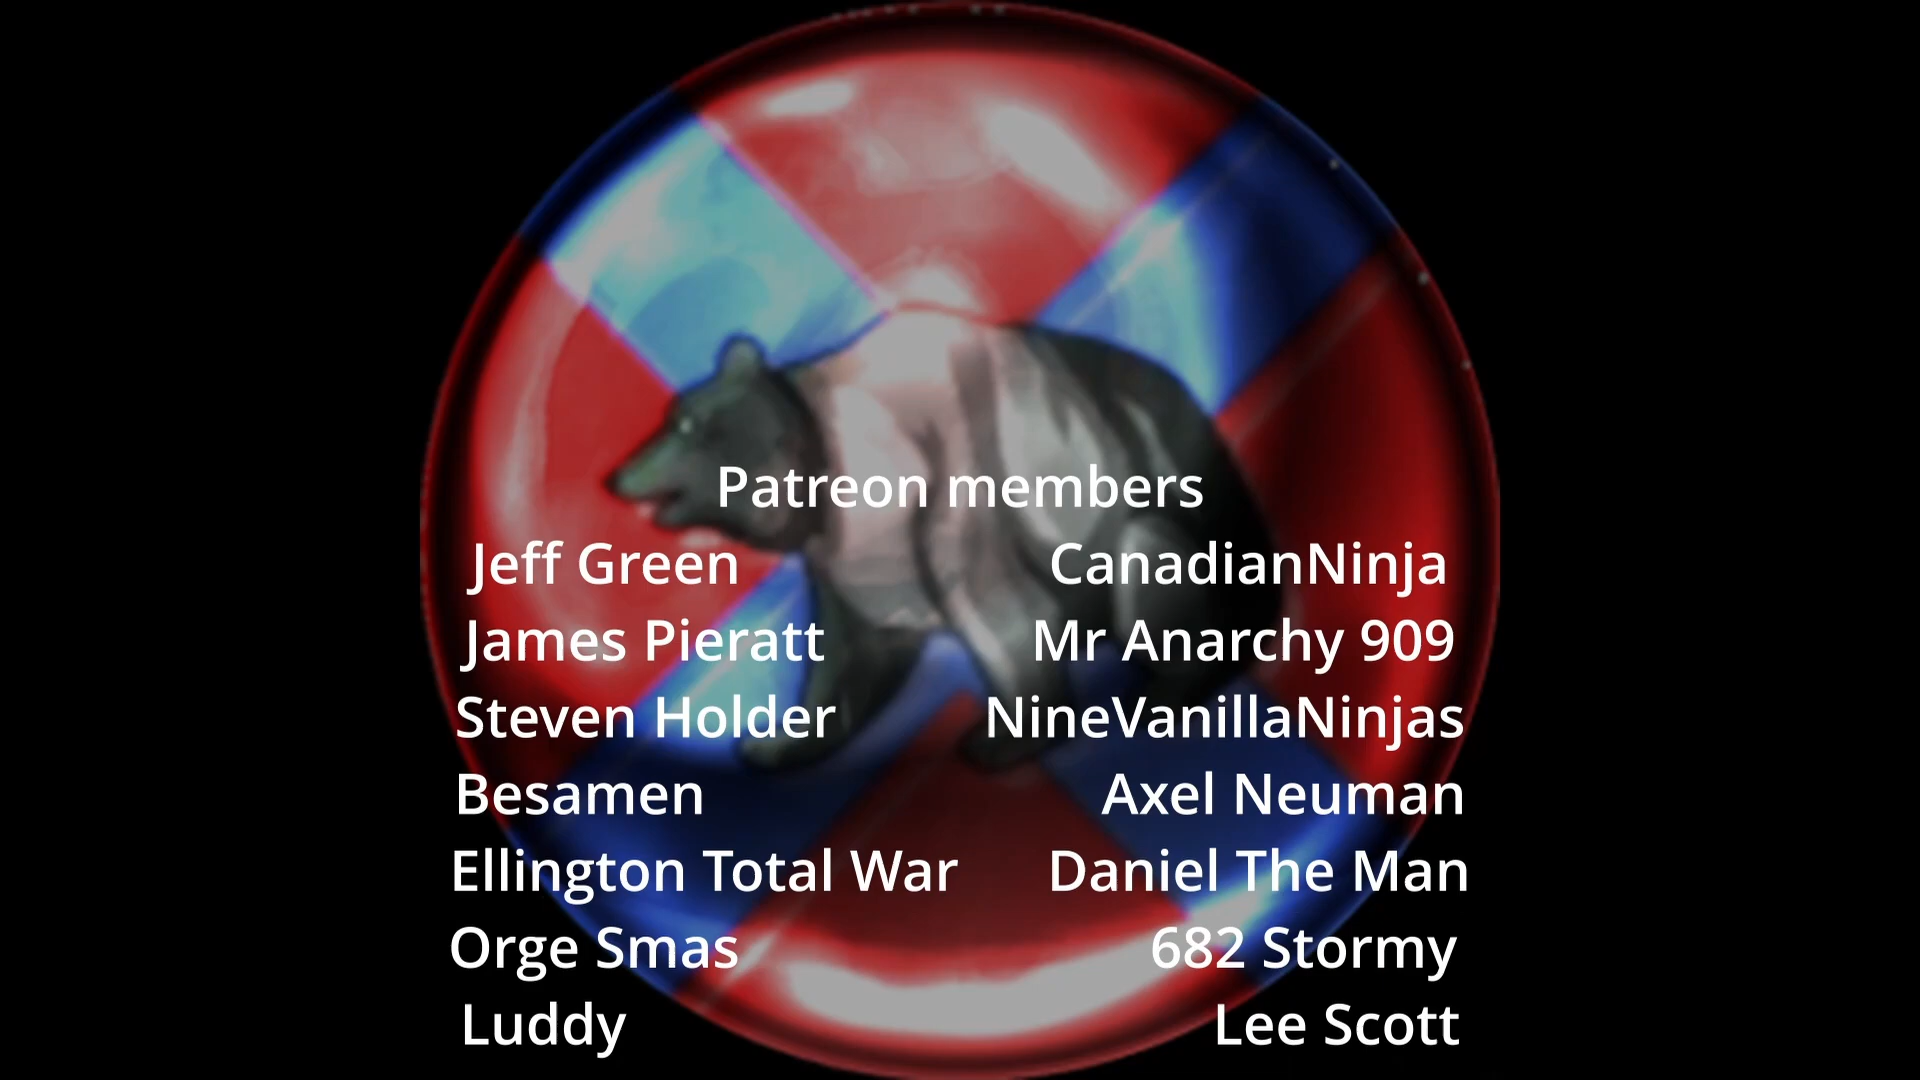 Patreon members
Jeff Green CanadianNinja
James Pieratt Mr Anarchy 909
Steven Holder NineVanillaNinjas
Besamen Axel Neuman
Ellington Total War Daniel The Man
Orge Smas 682 Stormy
Luddy Lee Scott